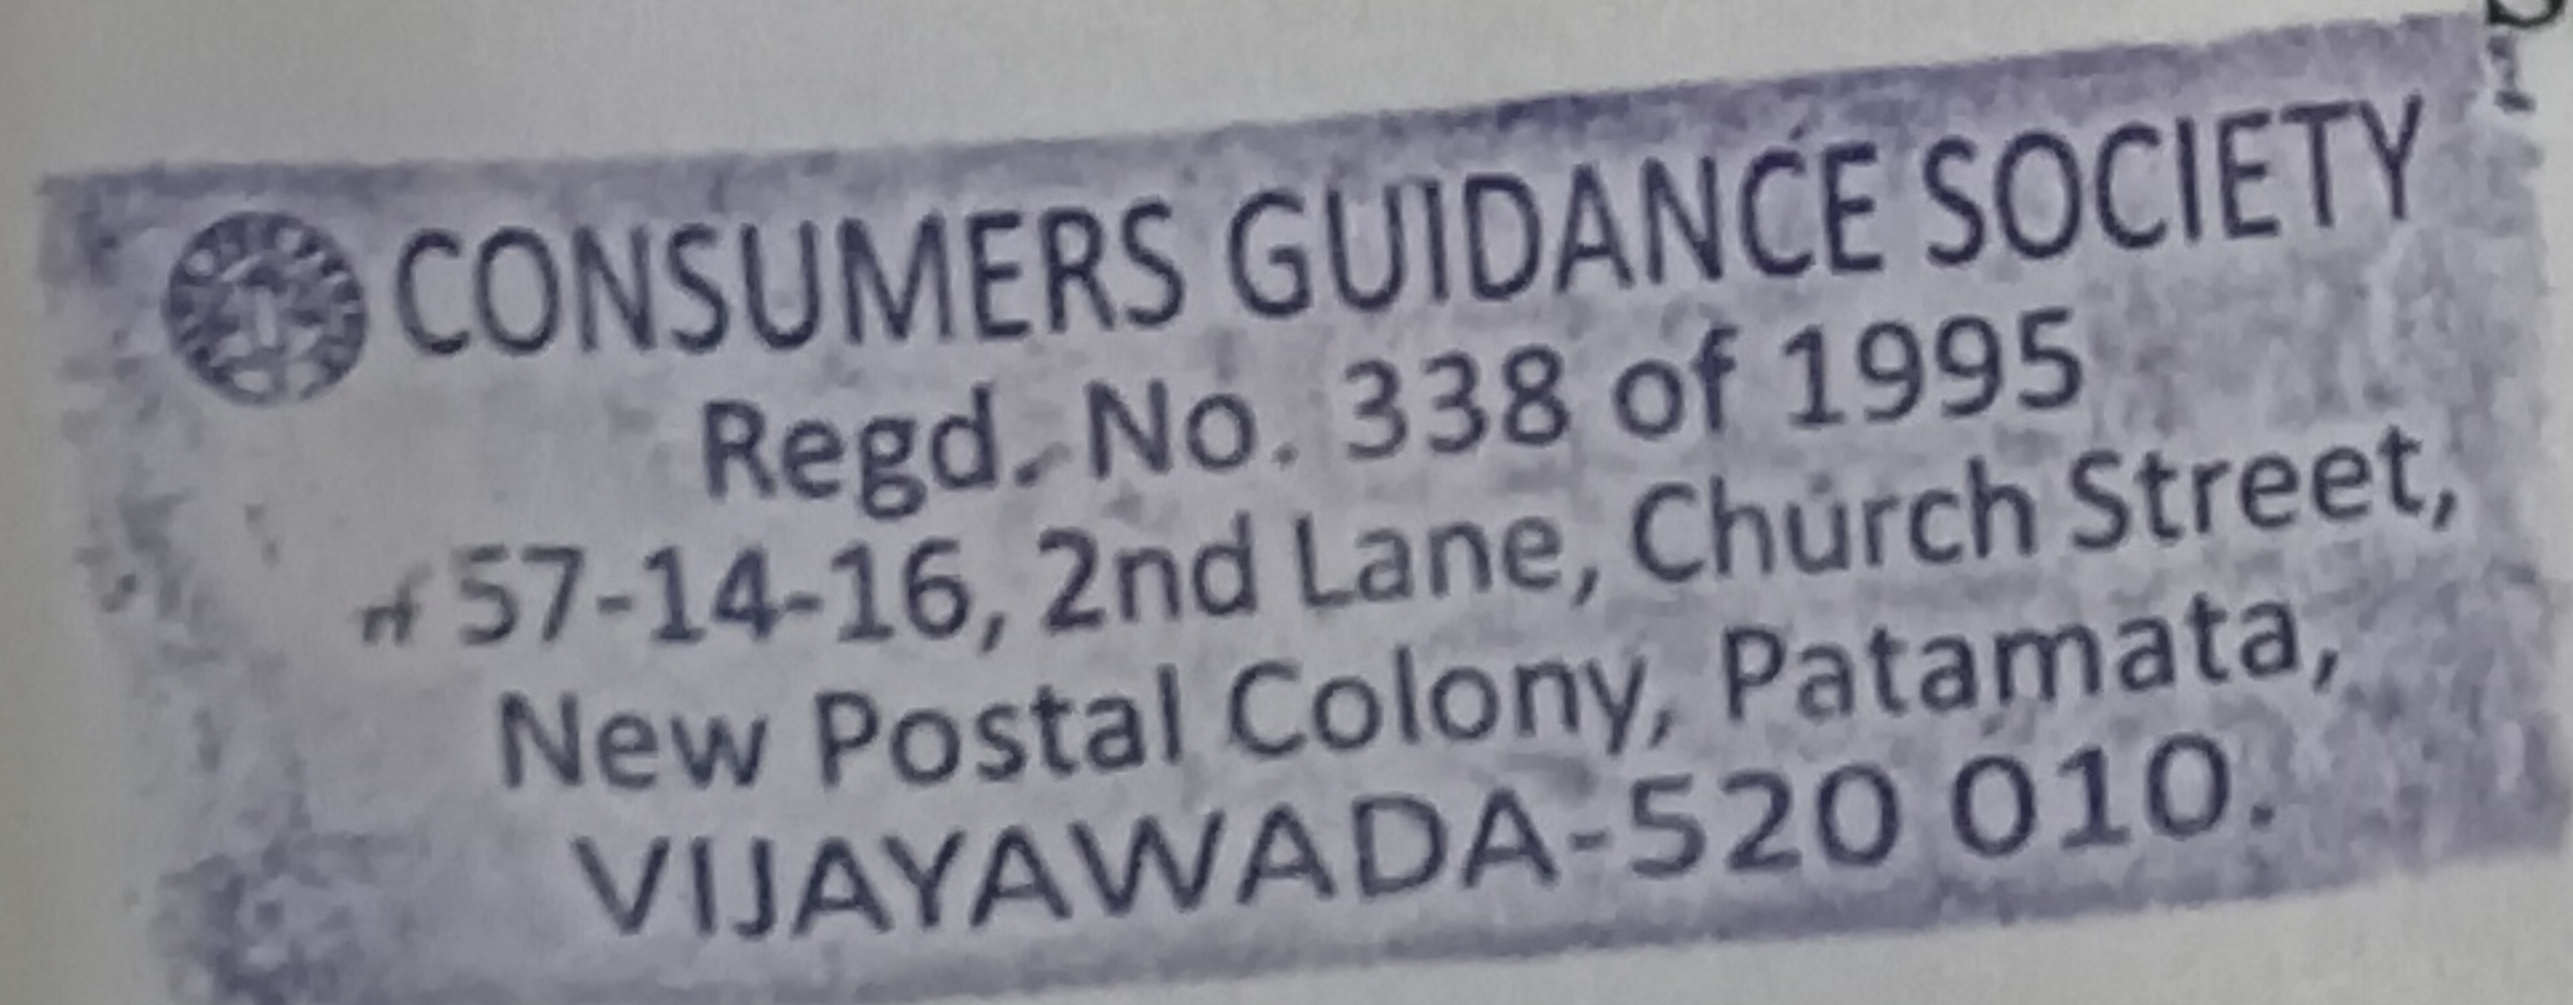 CONSUMERS GUIDANCE SOCIETY
Regd. No. 338 of 1995
57-14-16, 2nd Lane, Church Street,
New Postal Colony, Patamata,
VIJAYAWADA-520 010.